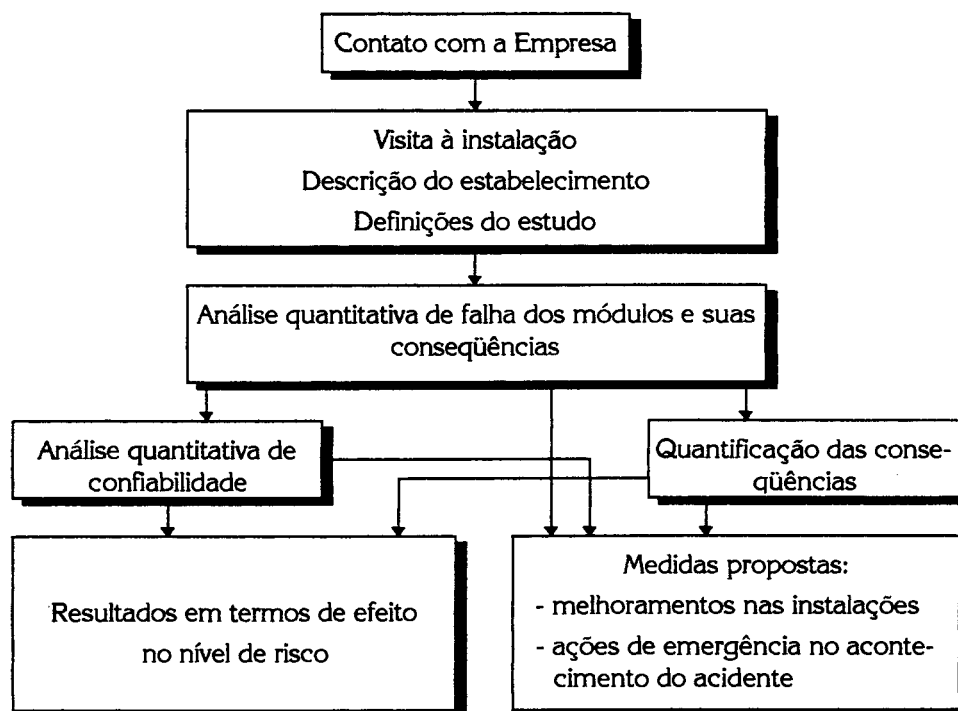 Contato com a Empresa
Visita à instalação
Descrição do estabelecimento
Definições do estudo
Análise quantitativa de falha dos módulos e suas
conseqüências
Análise quantitativa de
confiabilidade
Quantificação das conse-
qüências
Resultados em termos de efeito
no nível de risco
Medidas propostas:
- melhoramentos nas instalações
- ações de emergência no aconte-
cimento do acidente